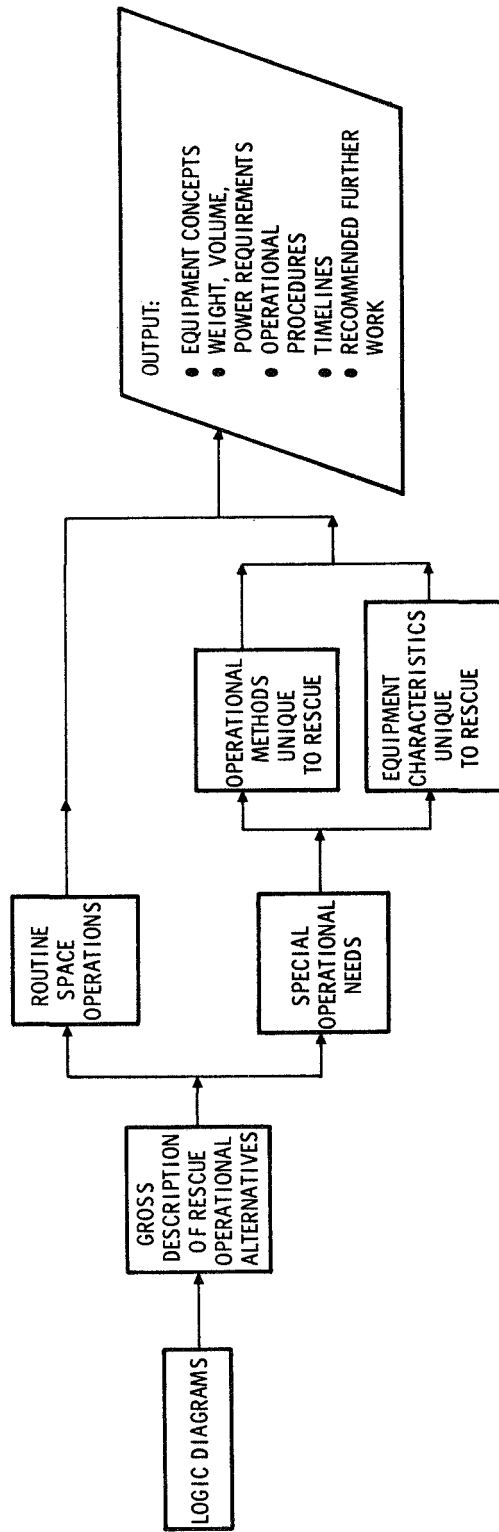 LOGIC DIAGRAMS
GROSS
DESCRIPTION
OF RESCUE
OPERATIONAL
ALTERNATIVES
ROUTINE
SPACE
OPERATIONS
SPECIAL
OPERATIONAL
NEEDS
OPERATIONAL
METHODS
UNIQUE
TO RESCUE
EQUIPMENT
CHARACTERISTICS
UNIQUE
TO RESCUE
OUTPUT:
● EQUIPMENT CONCEPTS
● WEIGHT, VOLUME,
POWER REQUIREMENTS
● OPERATIONAL
PROCEDURES
● TIMELINES
● RECOMMENDED FURTHER
WORK